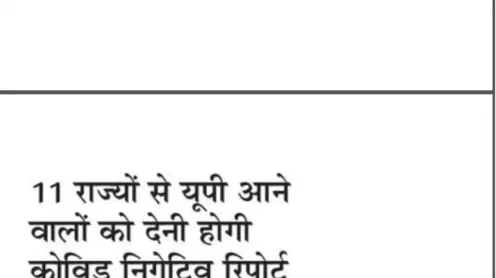 11 राज्यों से यूपी आने
वालों को देनी होगी
कोविड निगेटिव रिपोर्ट